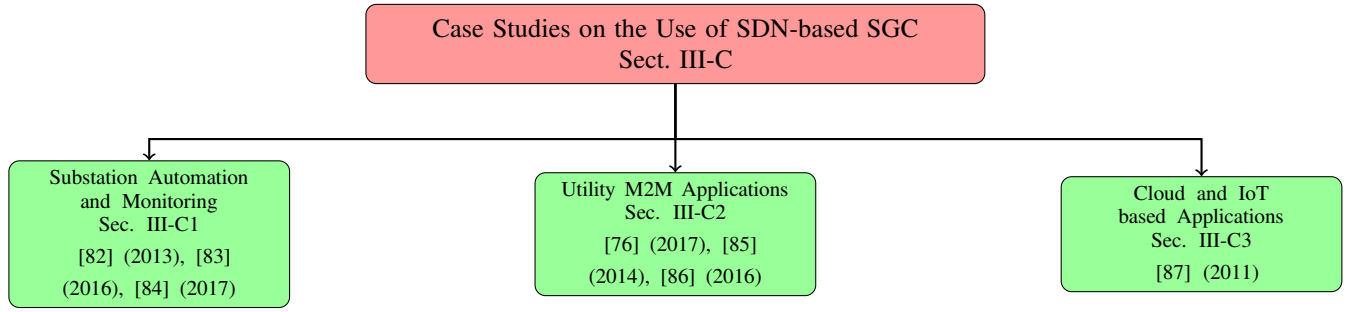 Case Studies on the Use of SDN-based SGC
Sect. III-C
Substation Automation
and Monitoring
Sec. III-C1
[82] (2013), [83]
(2016), [84] (2017)
Utility M2M Applications
Sec. III-C2
[76] (2017), [85]
(2014), [86] (2016)
Cloud and IoT
based Applications
Sec. III-C3
[87] (2011)